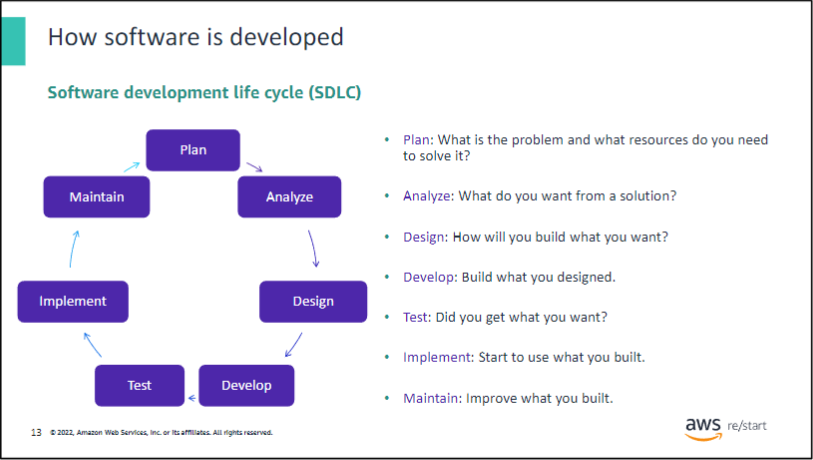 How software is developed
Software development life cycle (SDLC)
Plan
Analyze
Design
Develop
Test
Implement
Maintain
• Plan: What is the problem and what resources do you need
to solve it?
• Analyze: What do you want from a solution?
• Design: How will you build what you want?
• Develop: Build what you designed.
• Test: Did you get what you want?
• Implement: Start to use what you built.
• Maintain: Improve what you built.
13 © 2022, Amazon Web Services, Inc. or its affiliates. All rights reserved.
aws re/start